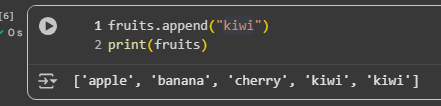 [6]
0s
1 fruits.append("kiwi")
2 print(fruits)
['apple', 'banana', 'cherry', 'kiwi', 'kiwi']